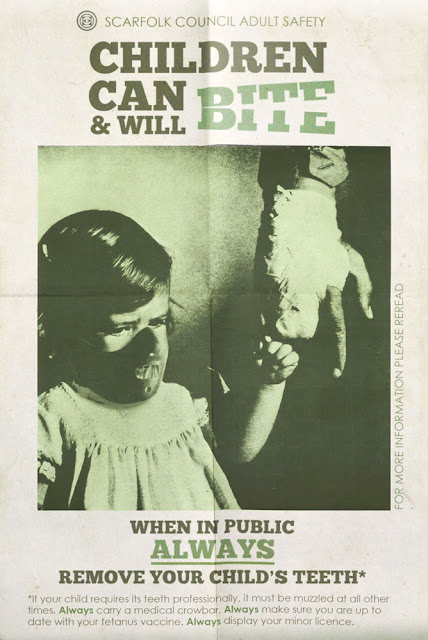 SCARFOLK COUNCIL ADULT SAFETY
CHILDREN
CAN
& WILL BITE
FOR MORE INFORMATION PLEASE REREAD
WHEN IN PUBLIC
ALWAYS
REMOVE YOUR CHILD'S TEETH*
*If your child requires its teeth professionally, it must be muzzled at all other
times. Always carry a medical crowbar. Always make sure you are up to
date with your tetanus vaccine. Always display your minor licence.